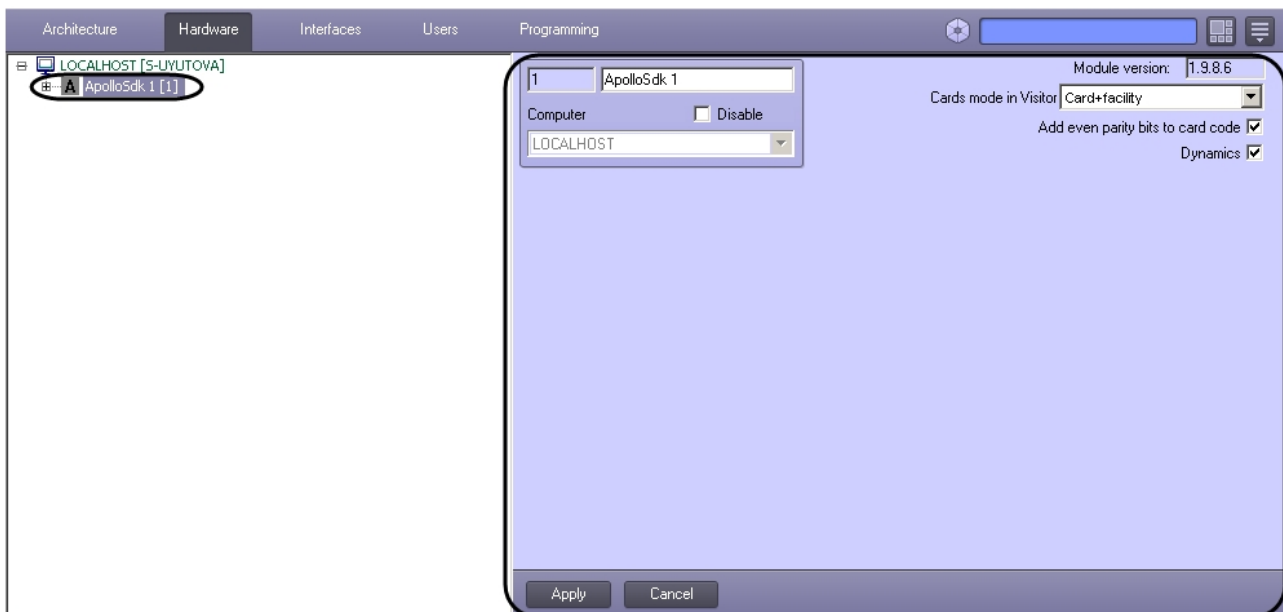 Architecture Hardware Interfaces Users Programming
LOCALHOST [S-UYUTOVA]
A ApolloSdk 1 [1]
1 ApolloSdk 1
Computer Disable
LOCALHOST
Module version: 1.9.8.6
Cards mode in Visitor Card+facility
Add even parity bits to card code
Dynamics
Apply Cancel